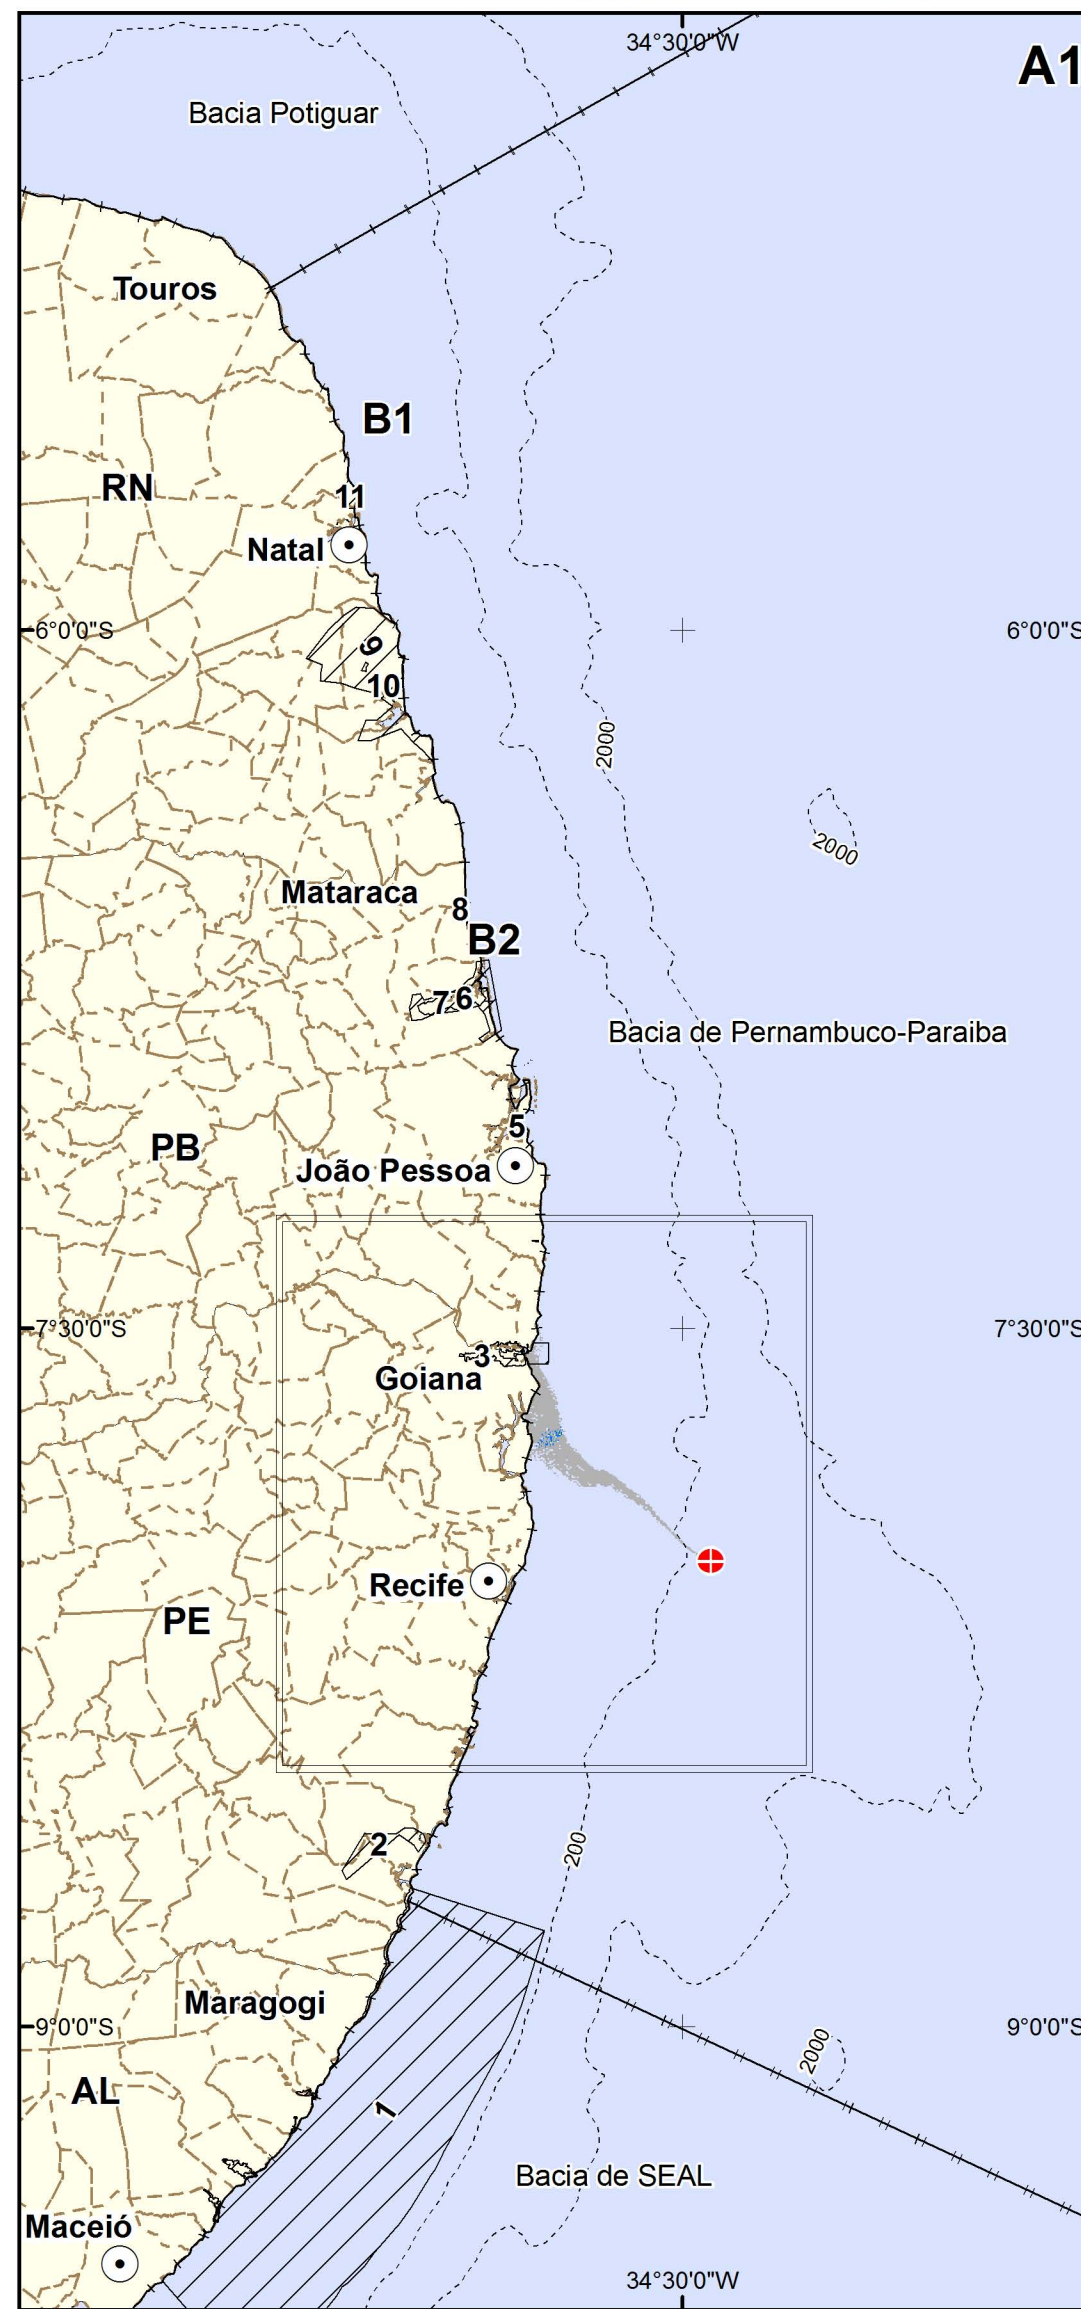 34°30'0"W
A1
Bacia Potiguar
Touros
B1
RN
11
Natal
6°0'0"S
6°0'0"S
9
10
2000
2000
Mataraca
8
B2
7
6
Bacia de Pernambuco-Paraiba
5
PB
João Pessoa
7°30'0"S
7°30'0"S
3
Goiana
Recife
PE
2
200
Maragogi
9°0'0"S
9°0'0"S
2000
AL
1
Bacia de SEAL
Maceió
34°30'0"W